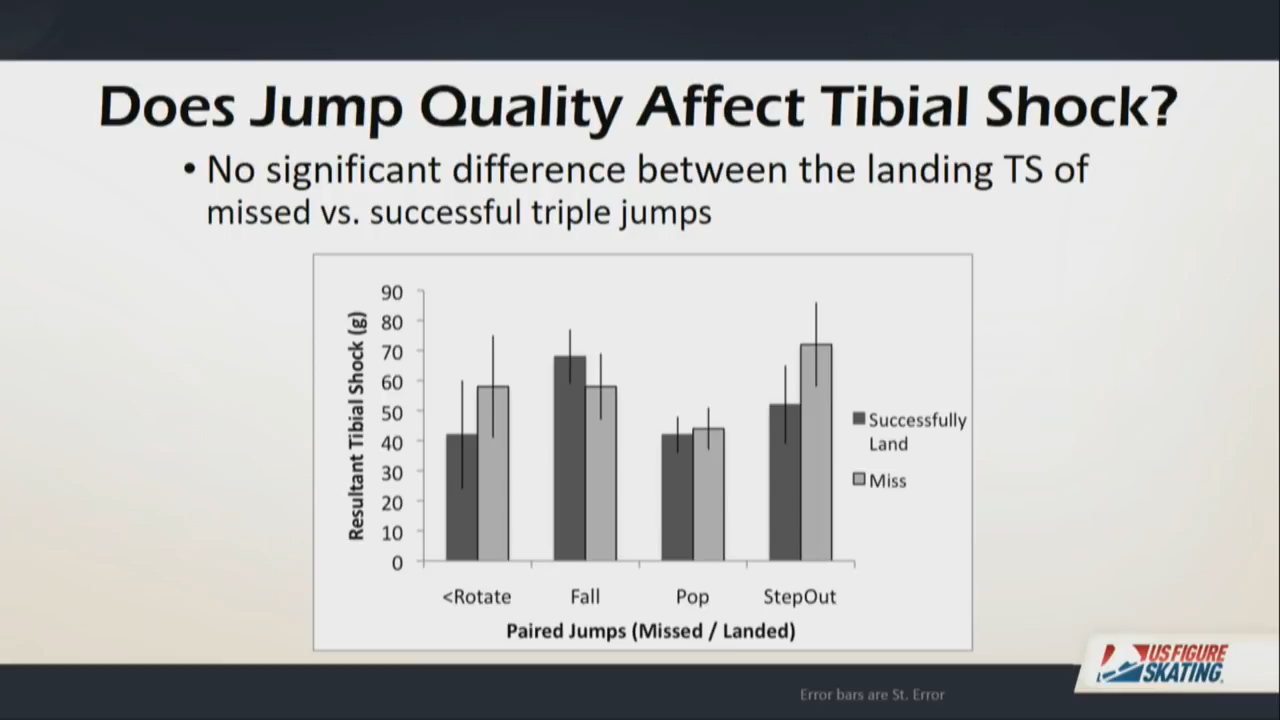 Does Jump Quality Affect Tibial Shock?
• No significant difference between the landing TS of
missed vs. successful triple jumps
Resultant Tibial Shock (g)
90
80
70
60
50
40
30
20
10
0
<Rotate Fall Pop StepOut
Paired Jumps (Missed / Landed)
Successfully
Land
Miss
US FIGURE
SKATING
Error bars are St. Error